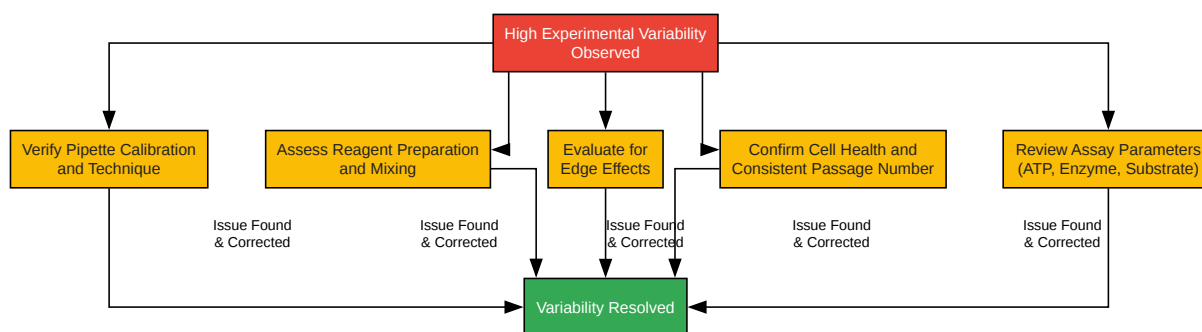 High Experimental Variability
Observed
Verify Pipette Calibration
and Technique
Assess Reagent Preparation
and Mixing
Evaluate for
Edge Effects
Confirm Cell Health and
Consistent Passage Number
Review Assay Parameters
(ATP, Enzyme, Substrate)
Issue Found
& Corrected
Issue Found
& Corrected
Issue Found
& Corrected
Issue Found
& Corrected
Issue Found
& Corrected
Variability Resolved